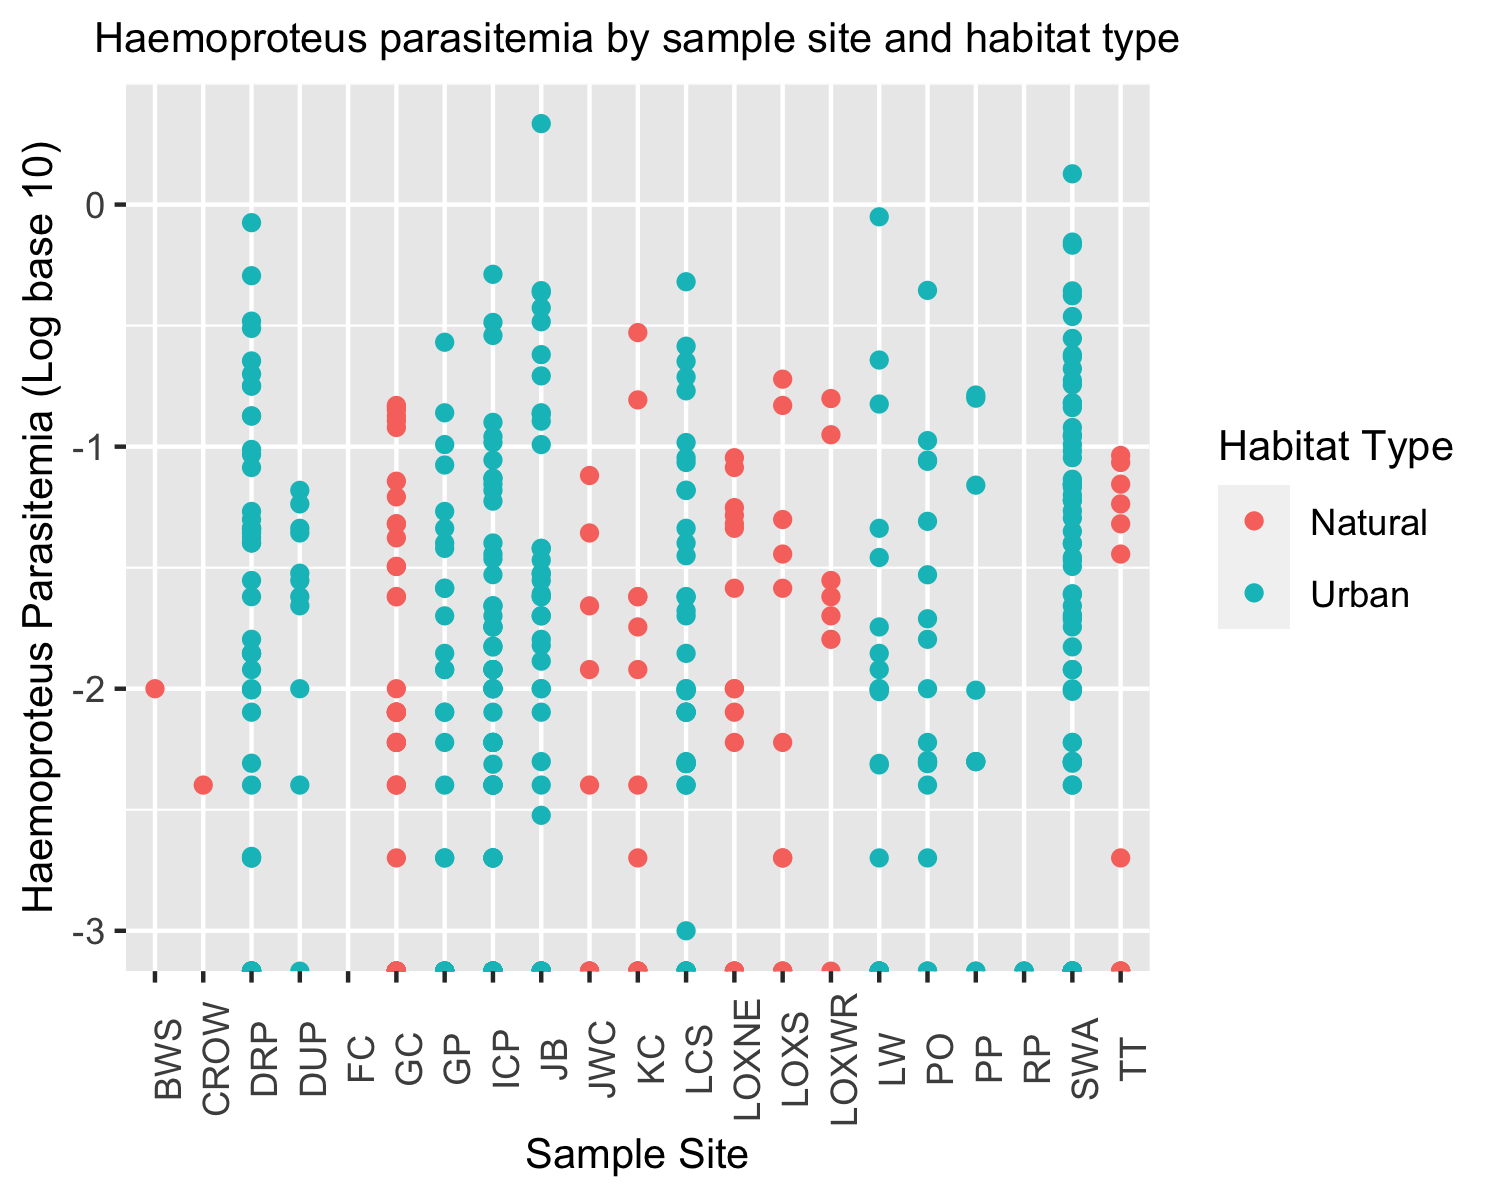 Haemoproteus parasitemia by sample site and habitat type
Haemoproteus Parasitemia (Log base 10)
0
-1
-2
-3
BWS
CROW
DRP
DUP
FC
GC
GP
ICP
JB
JWC
KC
LCS
LOXNE
LOXS
LOXWR
LW
PO
PP
RP
SWA
TT
Sample Site
Habitat Type
Natural
Urban